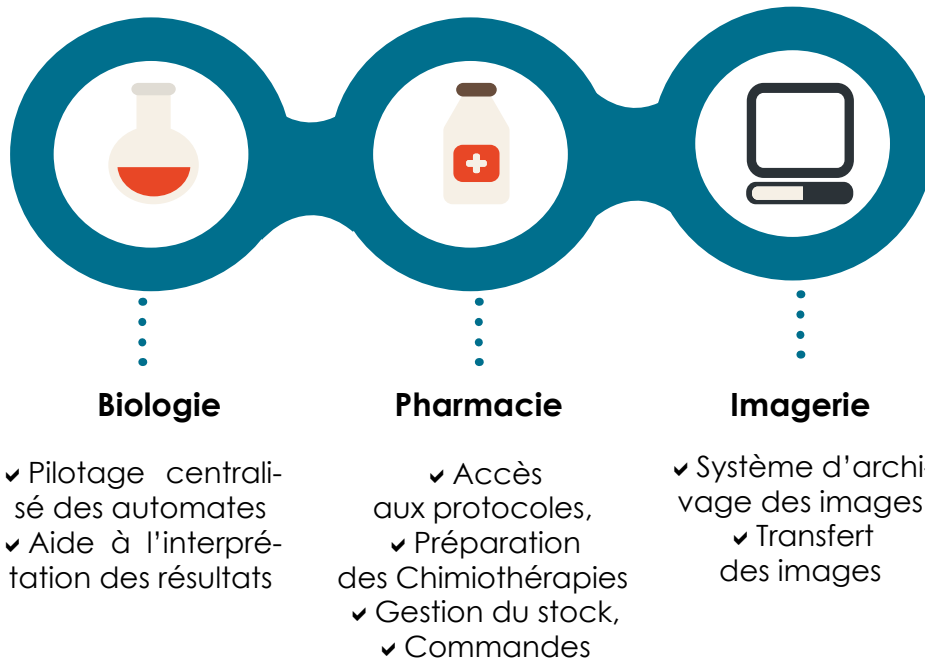 Biologie
✓ Pilotage centrali-
sé des automates
✓ Aide à l’interpré-
tation des résultats
Pharmacie
✓ Accès
aux protocoles,
✓ Préparation
des Chimiothérapies
✓ Gestion du stock,
✓ Commandes
Imagerie
✓ Système d’archi-
vage des images
✓ Transfert
des images